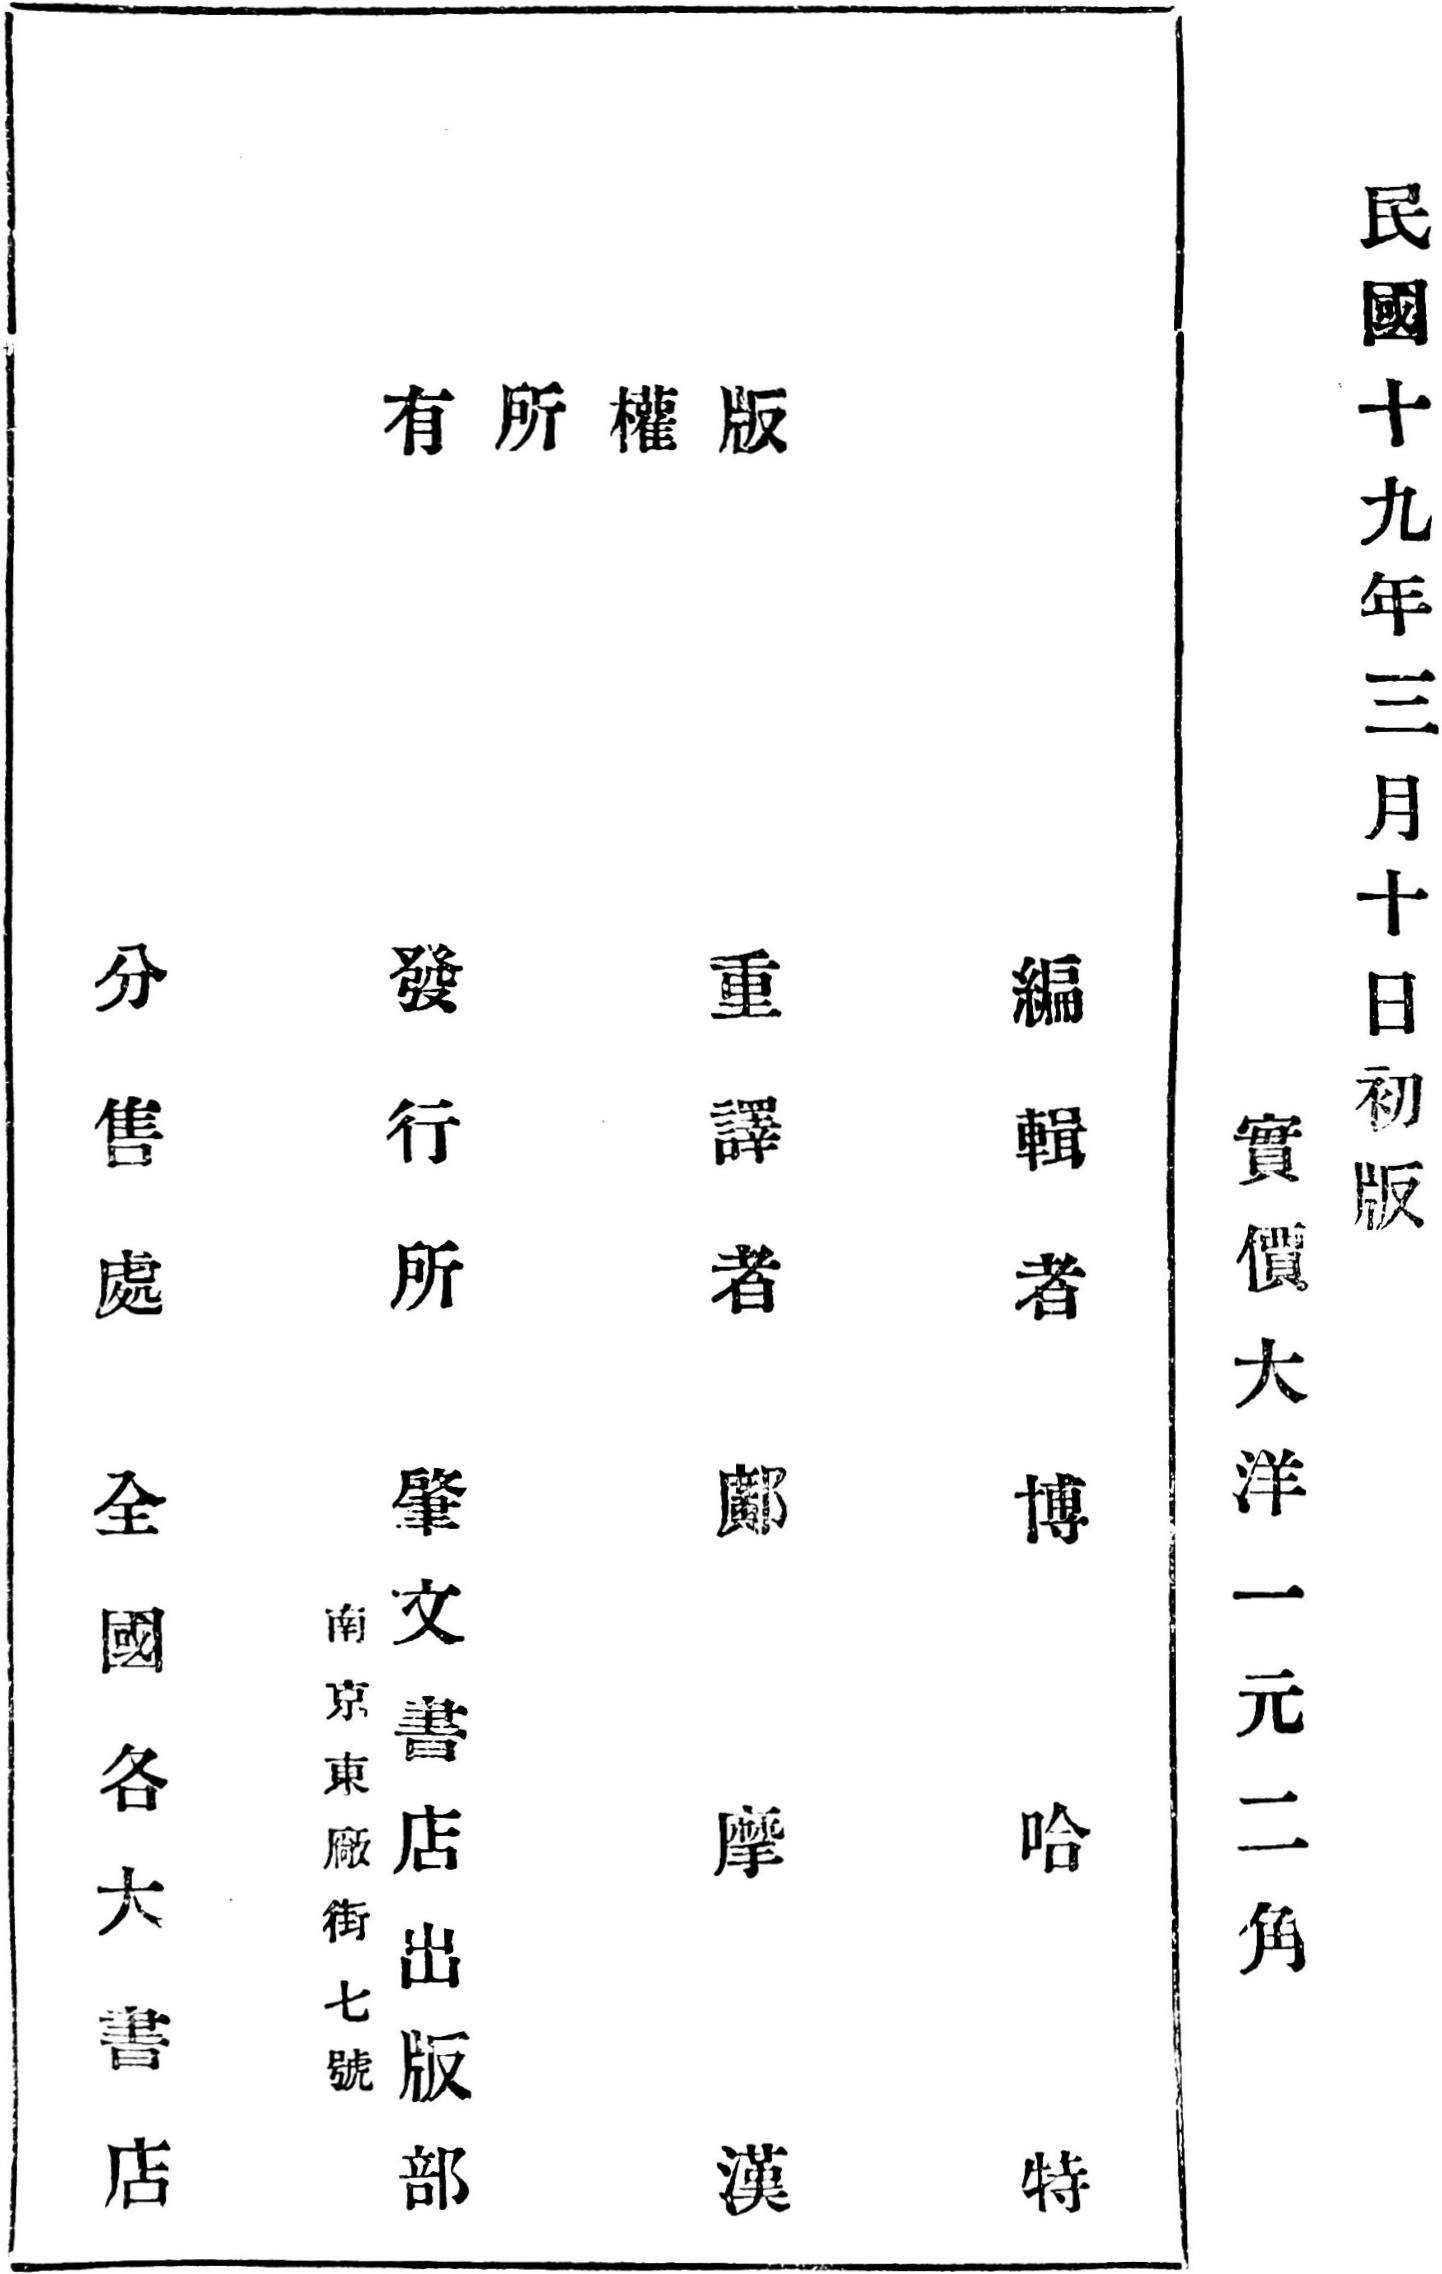 民國十九年三月十日初版
實價大洋一元二角
版權所有
編輯者 博哈特
重譯者 鄺摩漢
發行所 肇文書店出版部
南京東廠街七號
分售處 全國各大書店